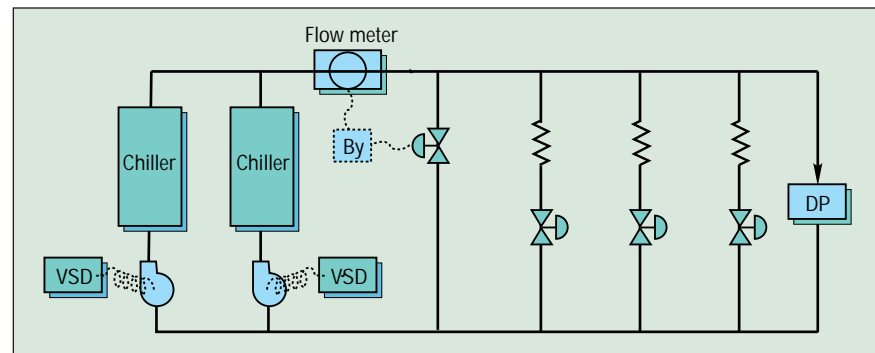 Flow meter
Chiller
Chiller
By
DP
VSD
VSD